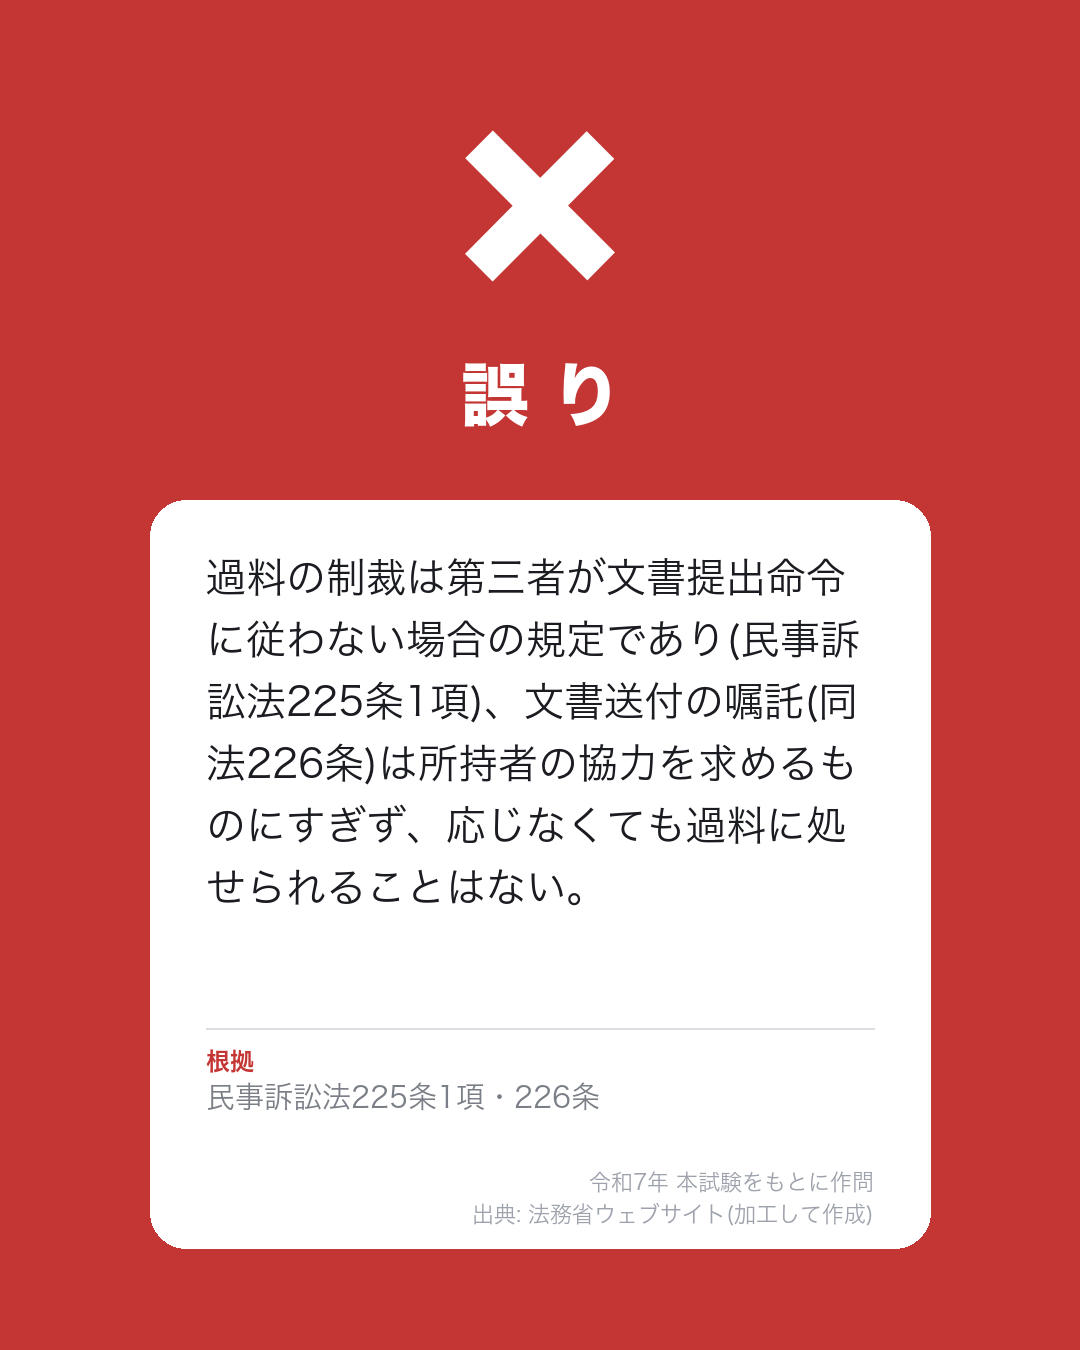 誤り
過料の制裁は第三者が文書提出命令
に従わない場合の規定であり(民事訴
訟法225条1項)、文書送付の嘱託(同
法226条)は所持者の協力を求めるも
のにすぎず、応じなくても過料に処
せられることはない。
根拠
民事訴訟法225条1項・226条
令和7年 本試験をもとに作問
出典: 法務省ウェブサイト(加工して作成)